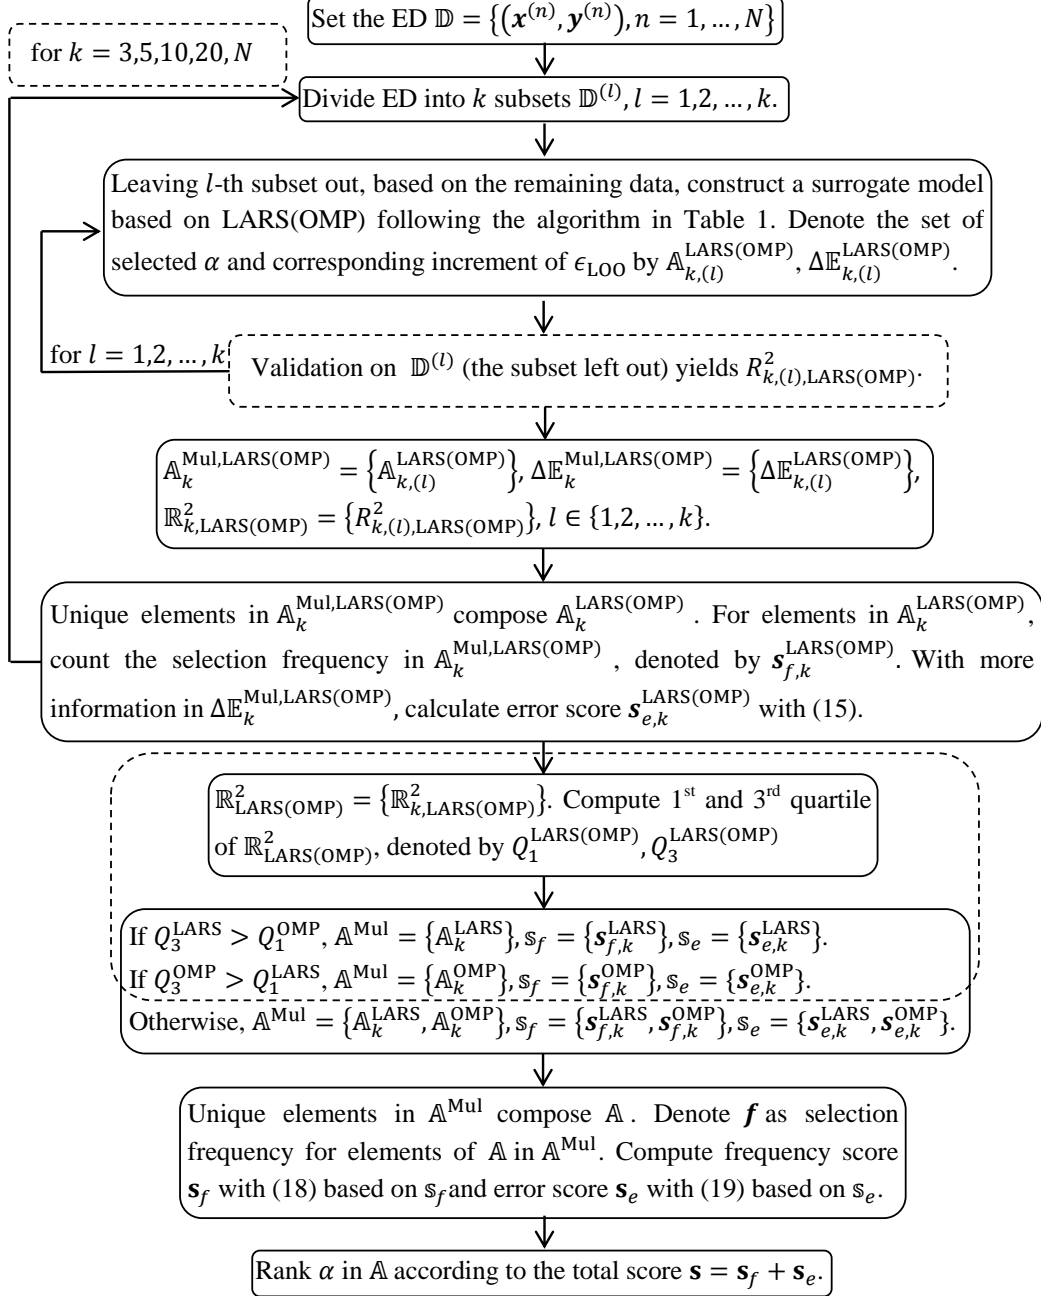 Set the ED 𝔻 = {(𝒙⁽ⁿ⁾, 𝒚⁽ⁿ⁾), n = 1, … , N}
for k = 3,5,10,20, N
Divide ED into k subsets 𝔻^(l), l = 1,2, … , k.
Leaving l-th subset out, based on the remaining data, construct a surrogate model
based on LARS(OMP) following the algorithm in Table 1. Denote the set of
selected α and corresponding increment of ϵ_LOO by 𝔸_{k,(l)}^{LARS(OMP)}, Δ𝔼_{k,(l)}^{LARS(OMP)}.
for l = 1,2, … , k
Validation on 𝔻^(l) (the subset left out) yields R²_{k,(l),LARS(OMP)}.
𝔸_k^{Mul,LARS(OMP)} = {𝔸_{k,(l)}^{LARS(OMP)}}, Δ𝔼_k^{Mul,LARS(OMP)} = {Δ𝔼_{k,(l)}^{LARS(OMP)}},
ℝ²_{k,LARS(OMP)} = {R²_{k,(l),LARS(OMP)}}, l ∈ {1,2, … , k}.
Unique elements in 𝔸_k^{Mul,LARS(OMP)} compose 𝔸_k^{LARS(OMP)} . For elements in 𝔸_k^{LARS(OMP)},
count the selection frequency in 𝔸_k^{Mul,LARS(OMP)} , denoted by 𝒔_{f,k}^{LARS(OMP)}. With more
information in Δ𝔼_k^{Mul,LARS(OMP)}, calculate error score 𝒔_{e,k}^{LARS(OMP)} with (15).
ℝ²_{LARS(OMP)} = {ℝ²_{k,LARS(OMP)}}. Compute 1st and 3rd quartile
of ℝ²_{LARS(OMP)}, denoted by Q_1^{LARS(OMP)}, Q_3^{LARS(OMP)}
If Q_3^{LARS} > Q_1^{OMP}, 𝔸^{Mul} = {𝔸_k^{LARS}}, 𝕤_f = {𝒔_{f,k}^{LARS}}, 𝕤_e = {𝒔_{e,k}^{LARS}}.
If Q_3^{OMP} > Q_1^{LARS}, 𝔸^{Mul} = {𝔸_k^{OMP}}, 𝕤_f = {𝒔_{f,k}^{OMP}}, 𝕤_e = {𝒔_{e,k}^{OMP}}.
Otherwise, 𝔸^{Mul} = {𝔸_k^{LARS}, 𝔸_k^{OMP}}, 𝕤_f = {𝒔_{f,k}^{LARS}, 𝒔_{f,k}^{OMP}}, 𝕤_e = {𝒔_{e,k}^{LARS}, 𝒔_{e,k}^{OMP}}.
Unique elements in 𝔸^{Mul} compose 𝔸 . Denote 𝒇 as selection
frequency for elements of 𝔸 in 𝔸^{Mul}. Compute frequency score
𝐬_f with (18) based on 𝕤_f and error score 𝐬_e with (19) based on 𝕤_e.
Rank α in 𝔸 according to the total score 𝐬 = 𝐬_f + 𝐬_e.